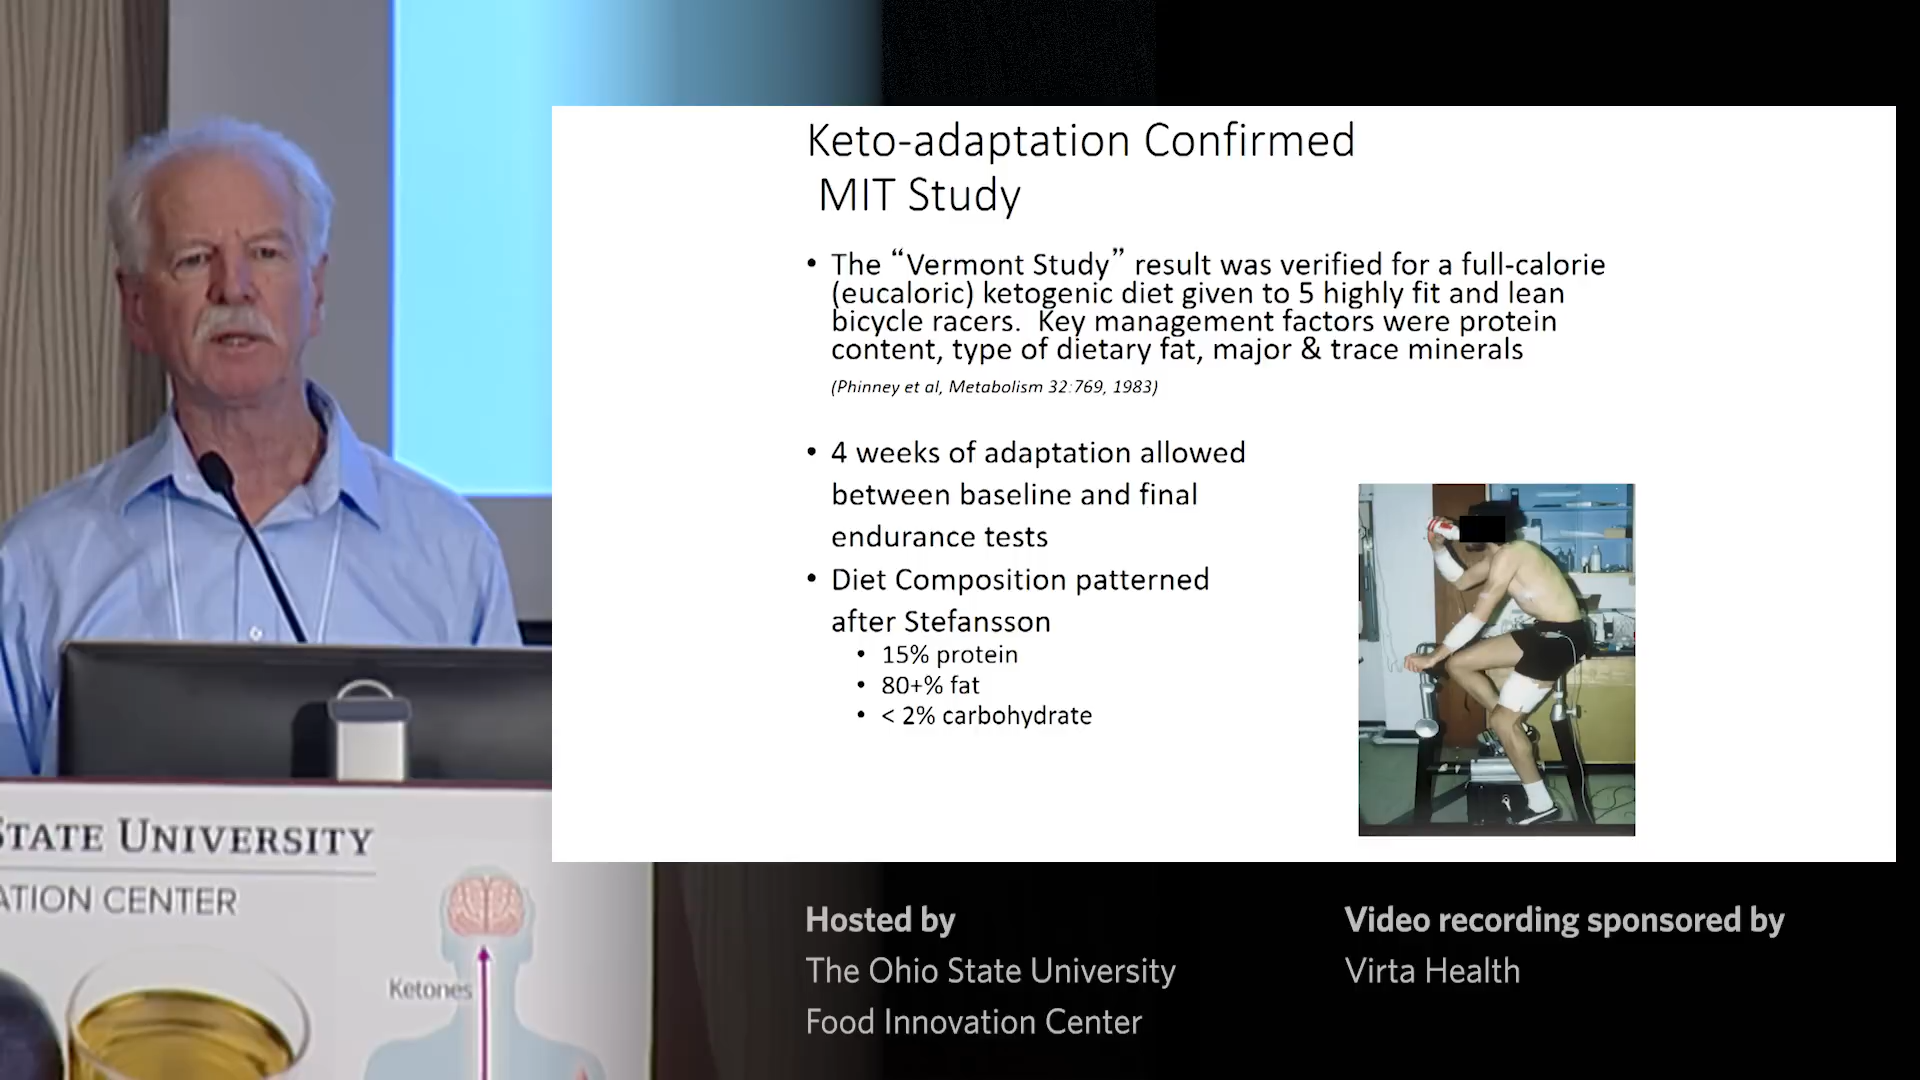 Keto-adaptation Confirmed
MIT Study
• The “Vermont Study” result was verified for a full-calorie
(eucaloric) ketogenic diet given to 5 highly fit and lean
bicycle racers. Key management factors were protein
content, type of dietary fat, major & trace minerals
(Phinney et al, Metabolism 32:769, 1983)
• 4 weeks of adaptation allowed
between baseline and final
endurance tests
• Diet Composition patterned
after Stefansson
• 15% protein
• 80+% fat
• < 2% carbohydrate
STATE UNIVERSITY
ATION CENTER
Ketones
Hosted by
The Ohio State University
Food Innovation Center
Video recording sponsored by
Virta Health